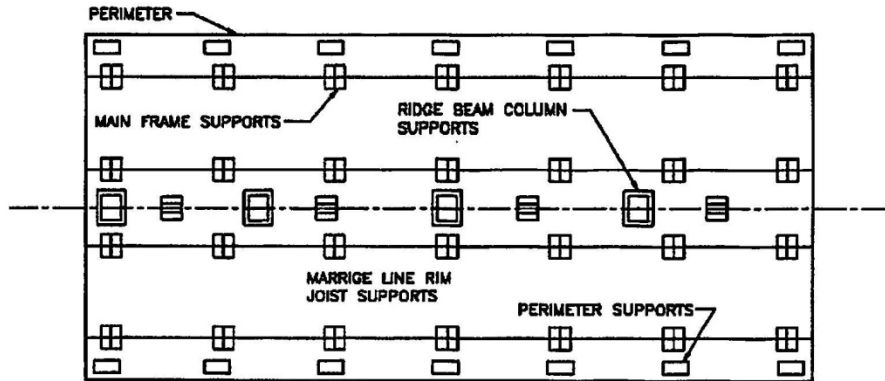 PERIMETER
MAIN FRAME SUPPORTS
RIDGE BEAM COLUMN
SUPPORTS
MARRIGE LINE RIM
JOIST SUPPORTS
PERIMETER SUPPORTS